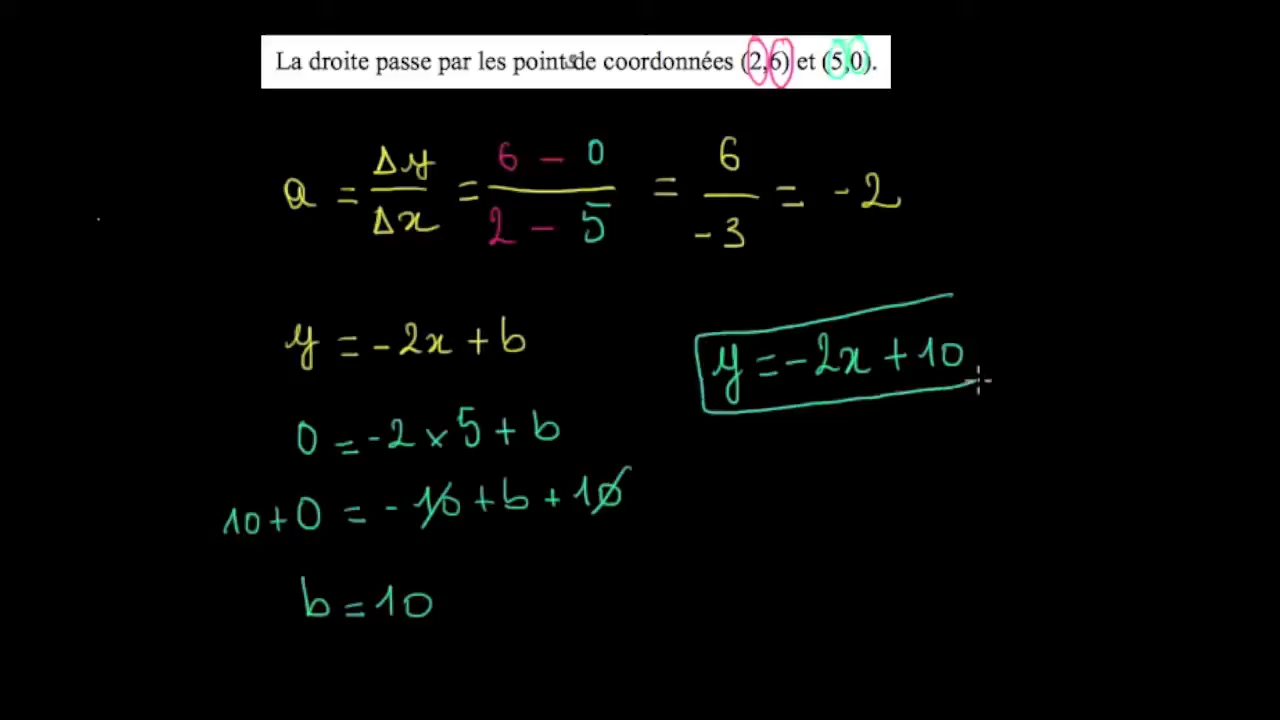 La droite passe par les points de coordonnées (2,6) et (5,0).
a = Δy/Δx = (6 - 0)/(2 - 5) = 6/-3 = -2
y = -2x + b
y = -2x + 10
0 = -2 × 5 + b
10 + 0 = -10 + b + 10
b = 10